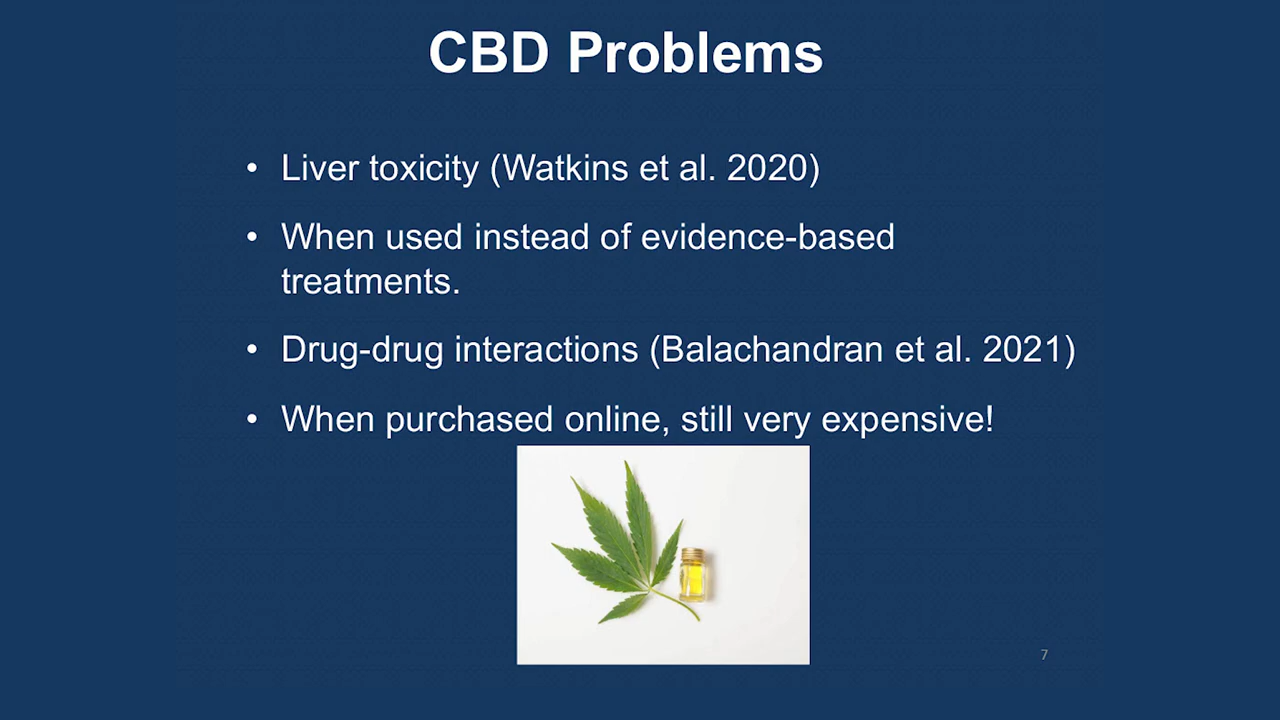 CBD Problems
• Liver toxicity (Watkins et al. 2020)
• When used instead of evidence-based
treatments.
• Drug-drug interactions (Balachandran et al. 2021)
• When purchased online, still very expensive!
7